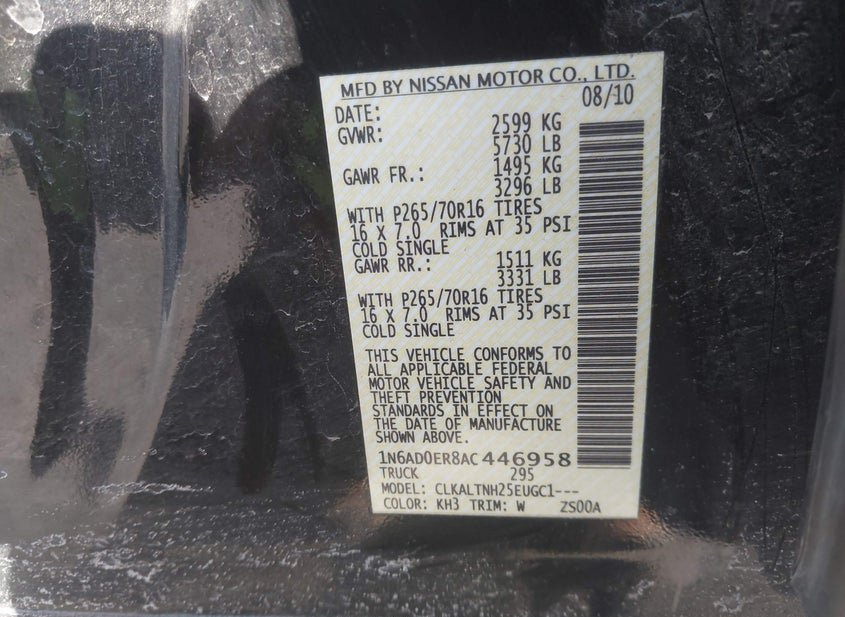 MFD BY NISSAN MOTOR CO., LTD.
DATE: 08/10
GVWR: 2599 KG
5730 LB
GAWR FR.: 1495 KG
3296 LB
WITH P265/70R16 TIRES
16 X 7.0 RIMS AT 35 PSI
COLD SINGLE
GAWR RR.: 1511 KG
3331 LB
WITH P265/70R16 TIRES
16 X 7.0 RIMS AT 35 PSI
COLD SINGLE
THIS VEHICLE CONFORMS TO
ALL APPLICABLE FEDERAL
MOTOR VEHICLE SAFETY AND
THEFT PREVENTION
STANDARDS IN EFFECT ON
THE DATE OF MANUFACTURE
SHOWN ABOVE.
1N6AD0ER8AC 446958
TRUCK 295
MODEL: CLKALTNH25EUGC1---
COLOR: KH3 TRIM: W ZS00A